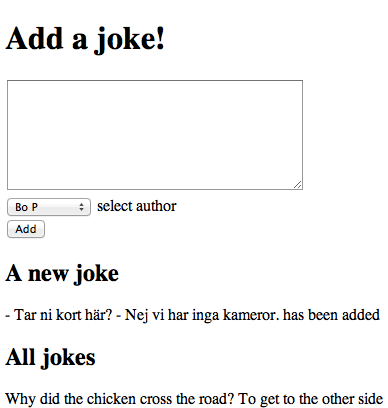 Add a joke!
Bo P select author
Add
A new joke
- Tar ni kort här? - Nej vi har inga kameror. has been added
All jokes
Why did the chicken cross the road? To get to the other side